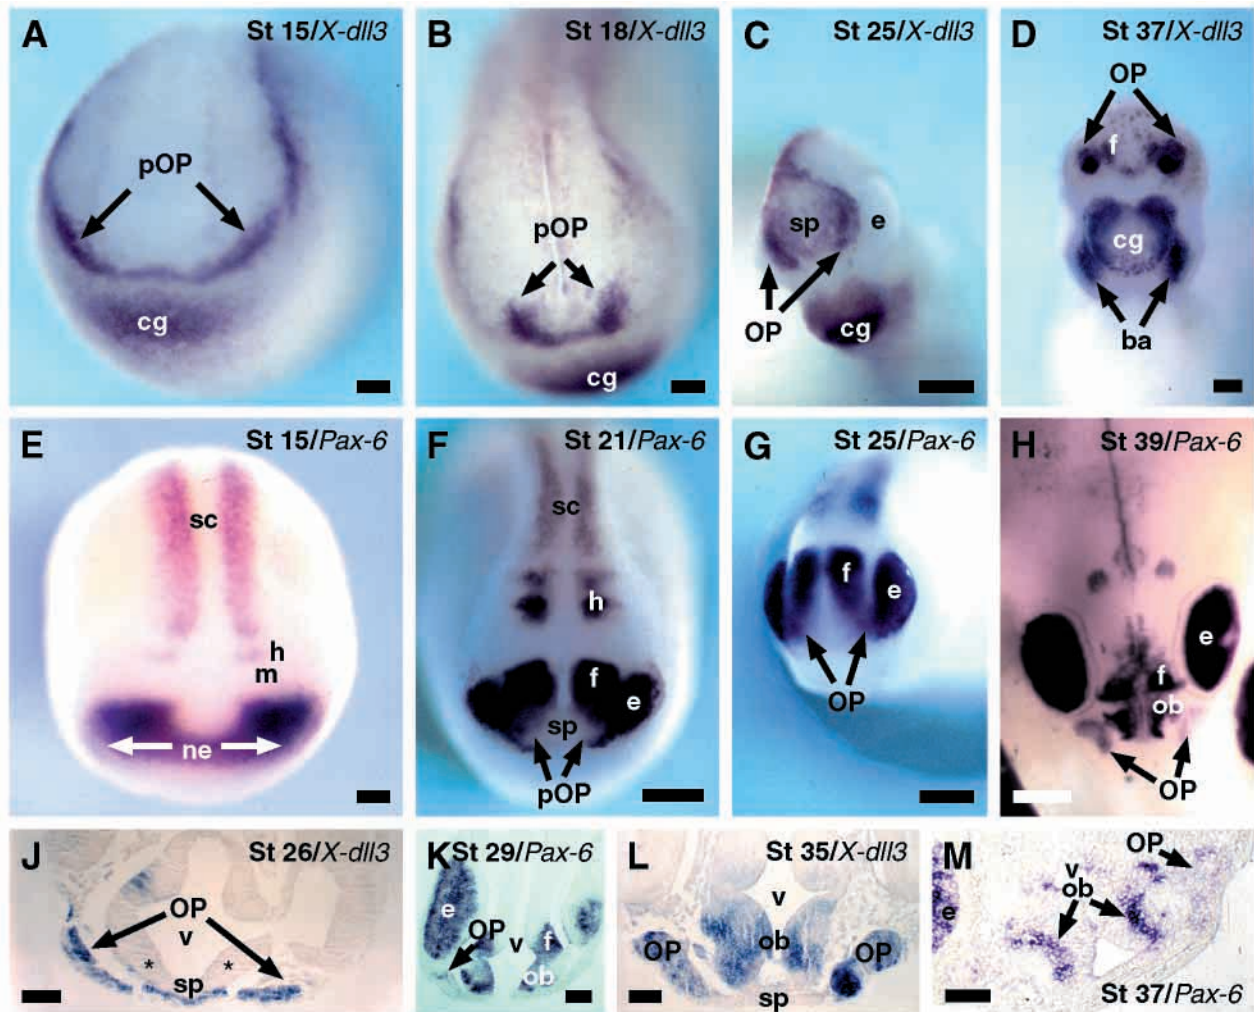 A St 15/X-dll3
pOP
cg
B St 18/X-dll3
pOP
cg
C St 25/X-dll3
sp e
OP
cg
D St 37/X-dll3
OP
f
cg
ba
E St 15/Pax-6
sc
h
m
ne
F St 21/Pax-6
sc
h
f
e
sp
pOP
G St 25/Pax-6
f
e
OP
H St 39/Pax-6
e
f
ob
OP
J St 26/X-dll3
OP
v
* *
sp
K St 29/Pax-6
e
OP
v f
ob
L St 35/X-dll3
v
OP ob OP
sp
M OP
v
ob
e
St 37/Pax-6